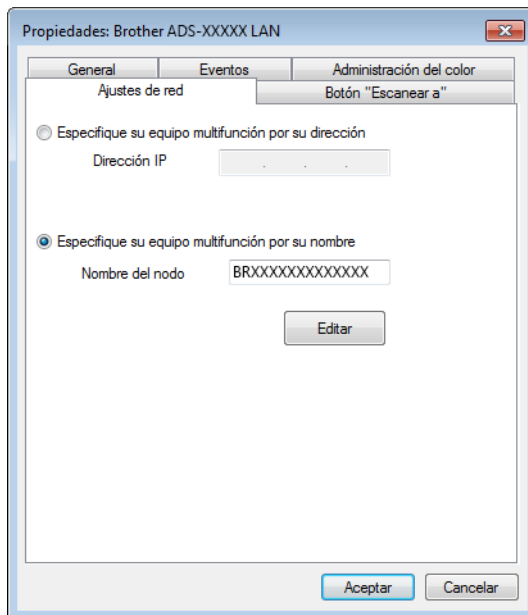 Propiedades: Brother ADS-XXXXX LAN
General Eventos Administración del color
Ajustes de red Botón "Escanear a"
Especifique su equipo multifunción por su dirección
Dirección IP . . .
Especifique su equipo multifunción por su nombre
Nombre del nodo BRXXXXXXXXXXXXX
Editar
Aceptar Cancelar